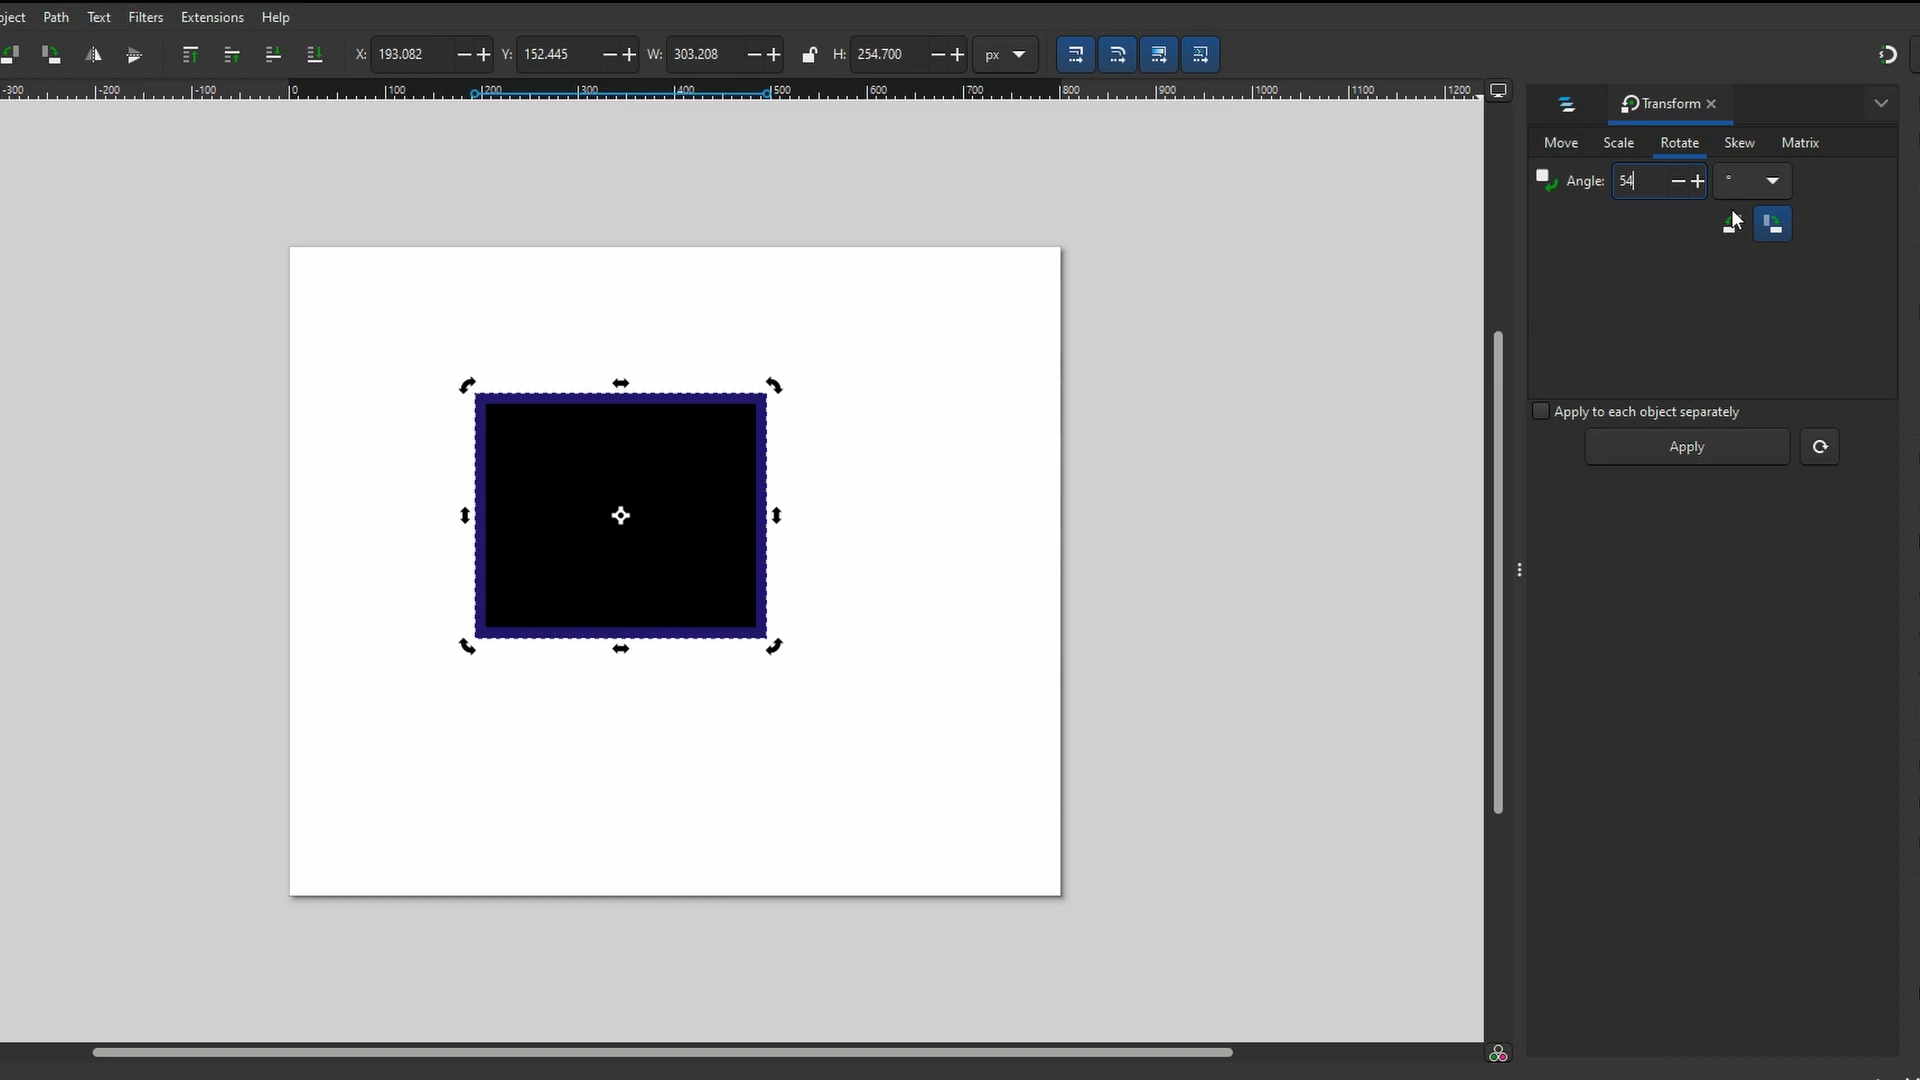 ject Path Text Filters Extensions Help
X: 193.082 Y: 152.445 W: 303.208 H: 254.700 px
-300 -200 -100 0 100 200 300 400 500 600 700 800 900 1000 1100 1200
Transform
Move Scale Rotate Skew Matrix
Angle: 54 °
Apply to each object separately
Apply